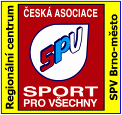 Regionální centrum
ČESKÁ ASOCIACE
SPV
SPORT
PRO VŠECHNY
SPV Brno-město